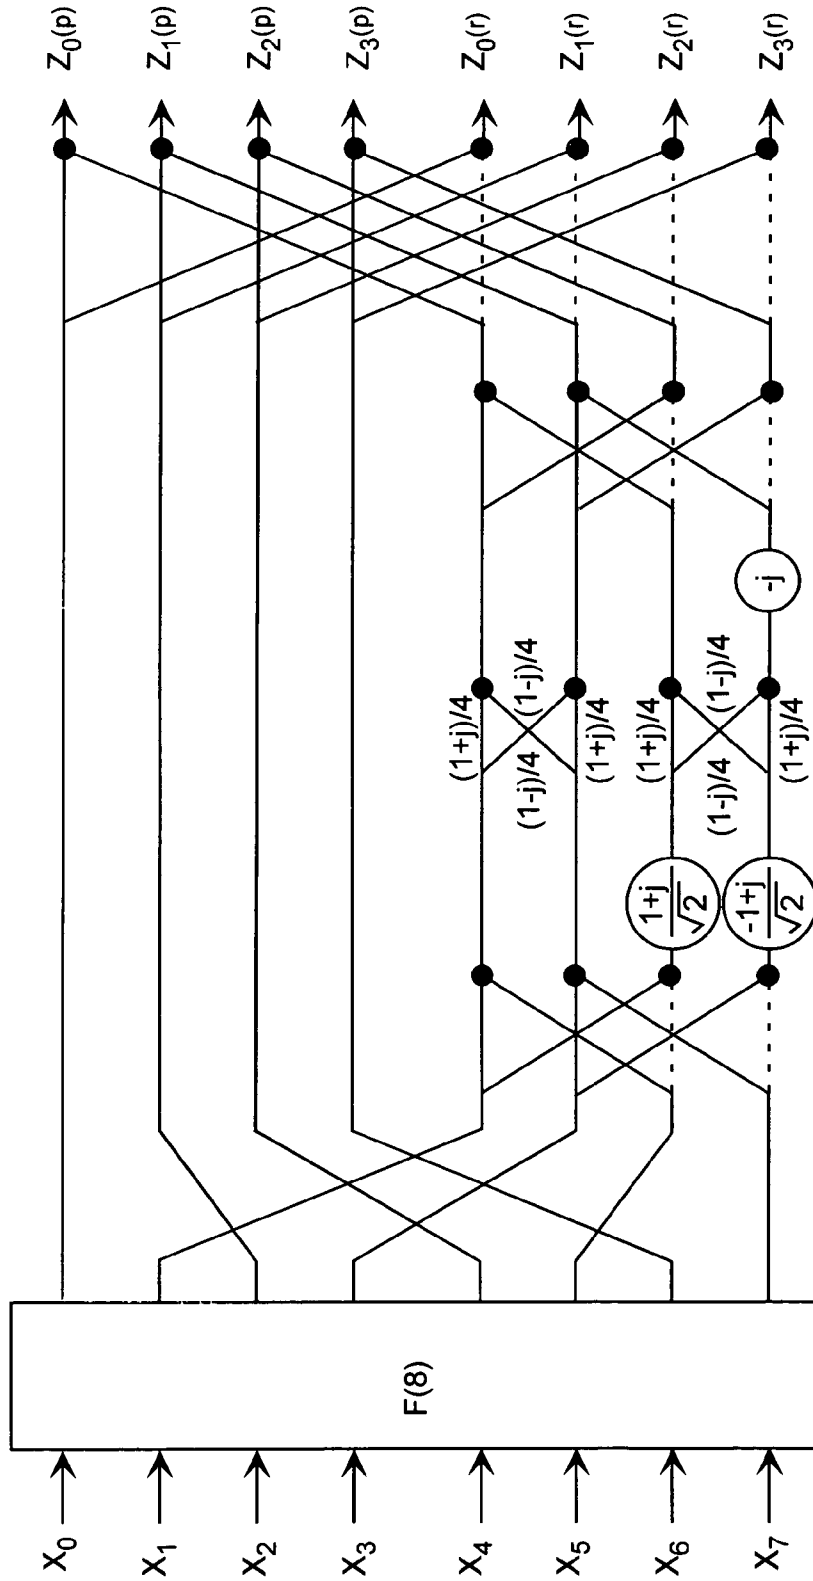 X0
X1
X2
X3
X4
X5
X6
X7
F(8)
1+j
√2
-1+j
√2
(1+j)/4
(1-j)/4
(1-j)/4
(1+j)/4
(1+j)/4
(1-j)/4
(1-j)/4
(1+j)/4
-j
Z0(p)
Z1(p)
Z2(p)
Z3(p)
Z0(r)
Z1(r)
Z2(r)
Z3(r)